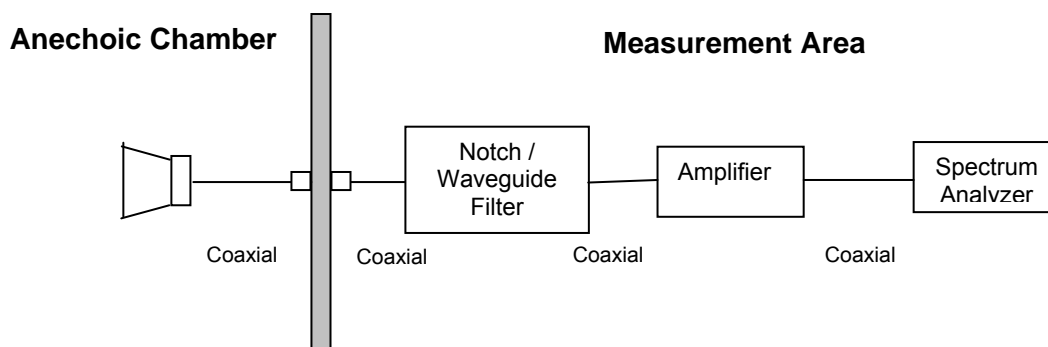 Anechoic Chamber
Measurement Area
Notch /
Waveguide
Filter
Amplifier
Spectrum
Analyzer
Coaxial
Coaxial
Coaxial
Coaxial